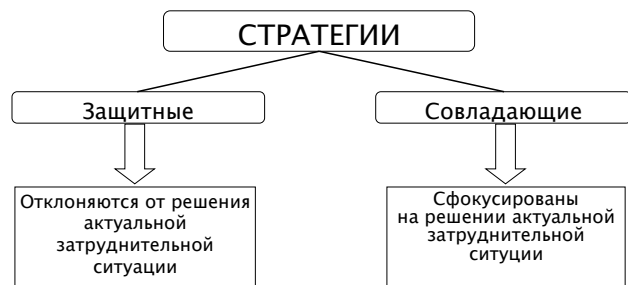 СТРАТЕГИИ
Защитные
Совладающие
Отклоняются от решения
актуальной
затруднительной
ситуации
Сфокусированы
на решении актуальной
затруднительной
ситуции